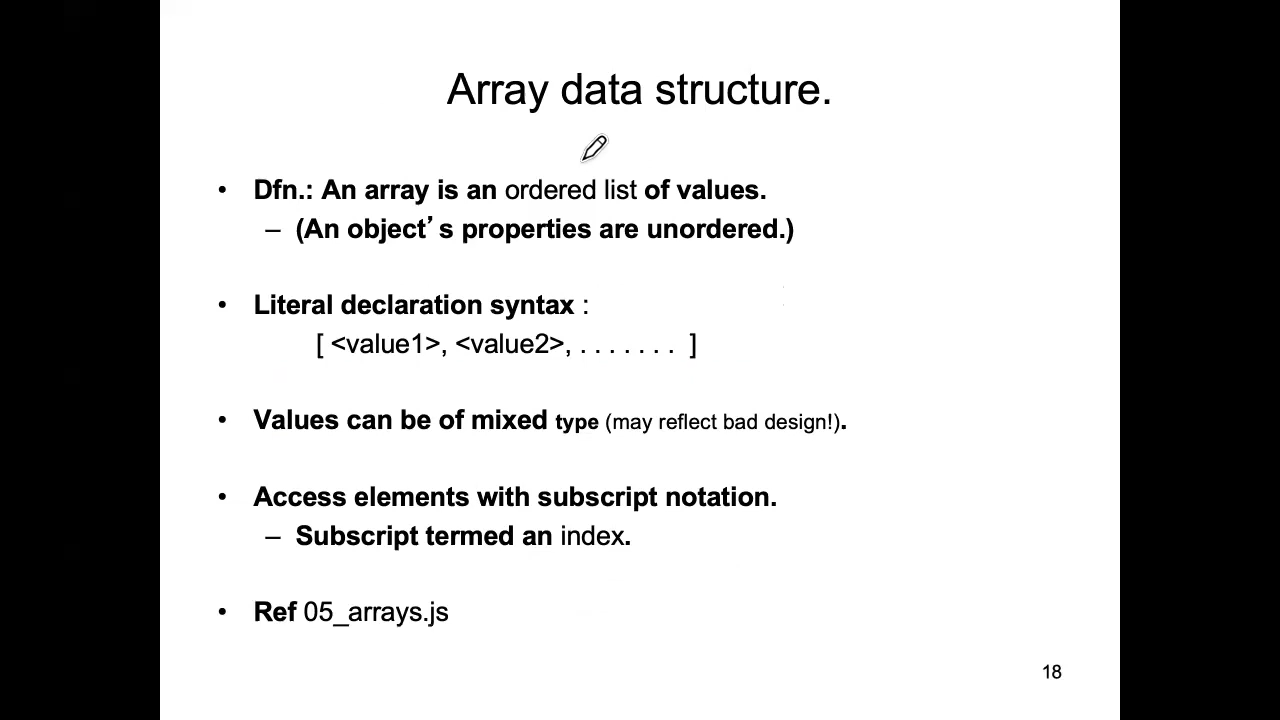 Array data structure.
• Dfn.: An array is an ordered list of values.
– (An object’s properties are unordered.)
• Literal declaration syntax :
[ <value1>, <value2>, . . . . . . . ]
• Values can be of mixed type (may reflect bad design!).
• Access elements with subscript notation.
– Subscript termed an index.
• Ref 05_arrays.js
18